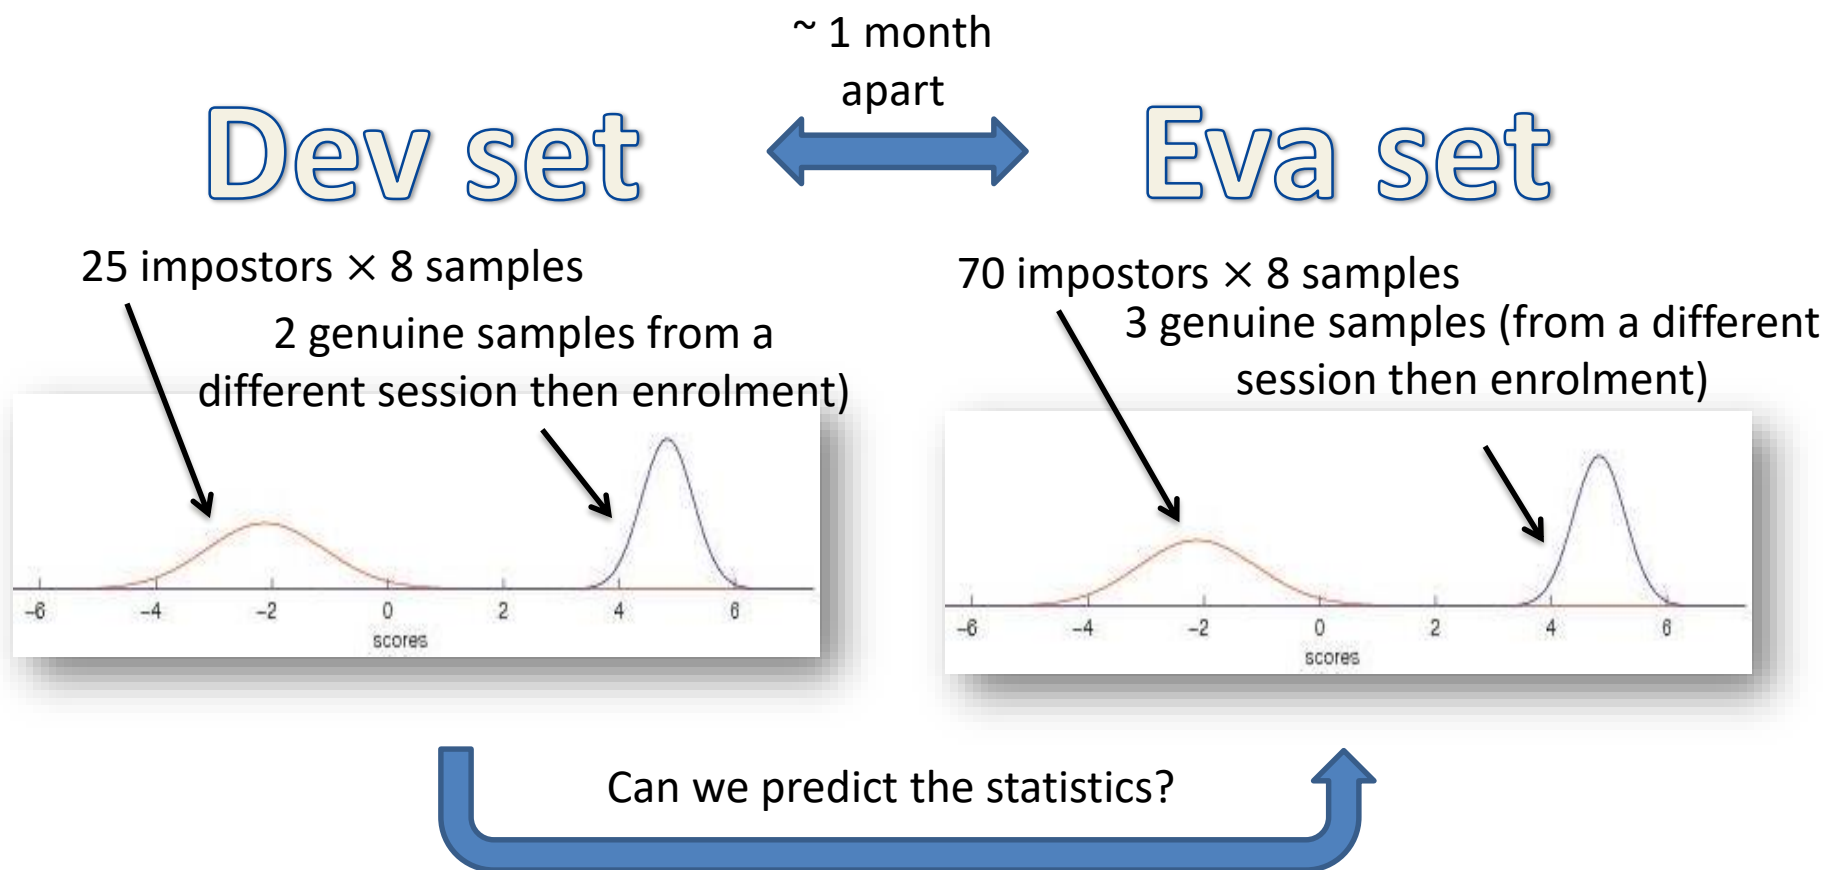 ~ 1 month
apart
Dev set
Eva set
25 impostors × 8 samples
2 genuine samples from a
different session then enrolment)
70 impostors × 8 samples
3 genuine samples (from a different
session then enrolment)
-6 -4 -2 0 2 4 6
scores
-6 -4 -2 0 2 4 6
scores
Can we predict the statistics?